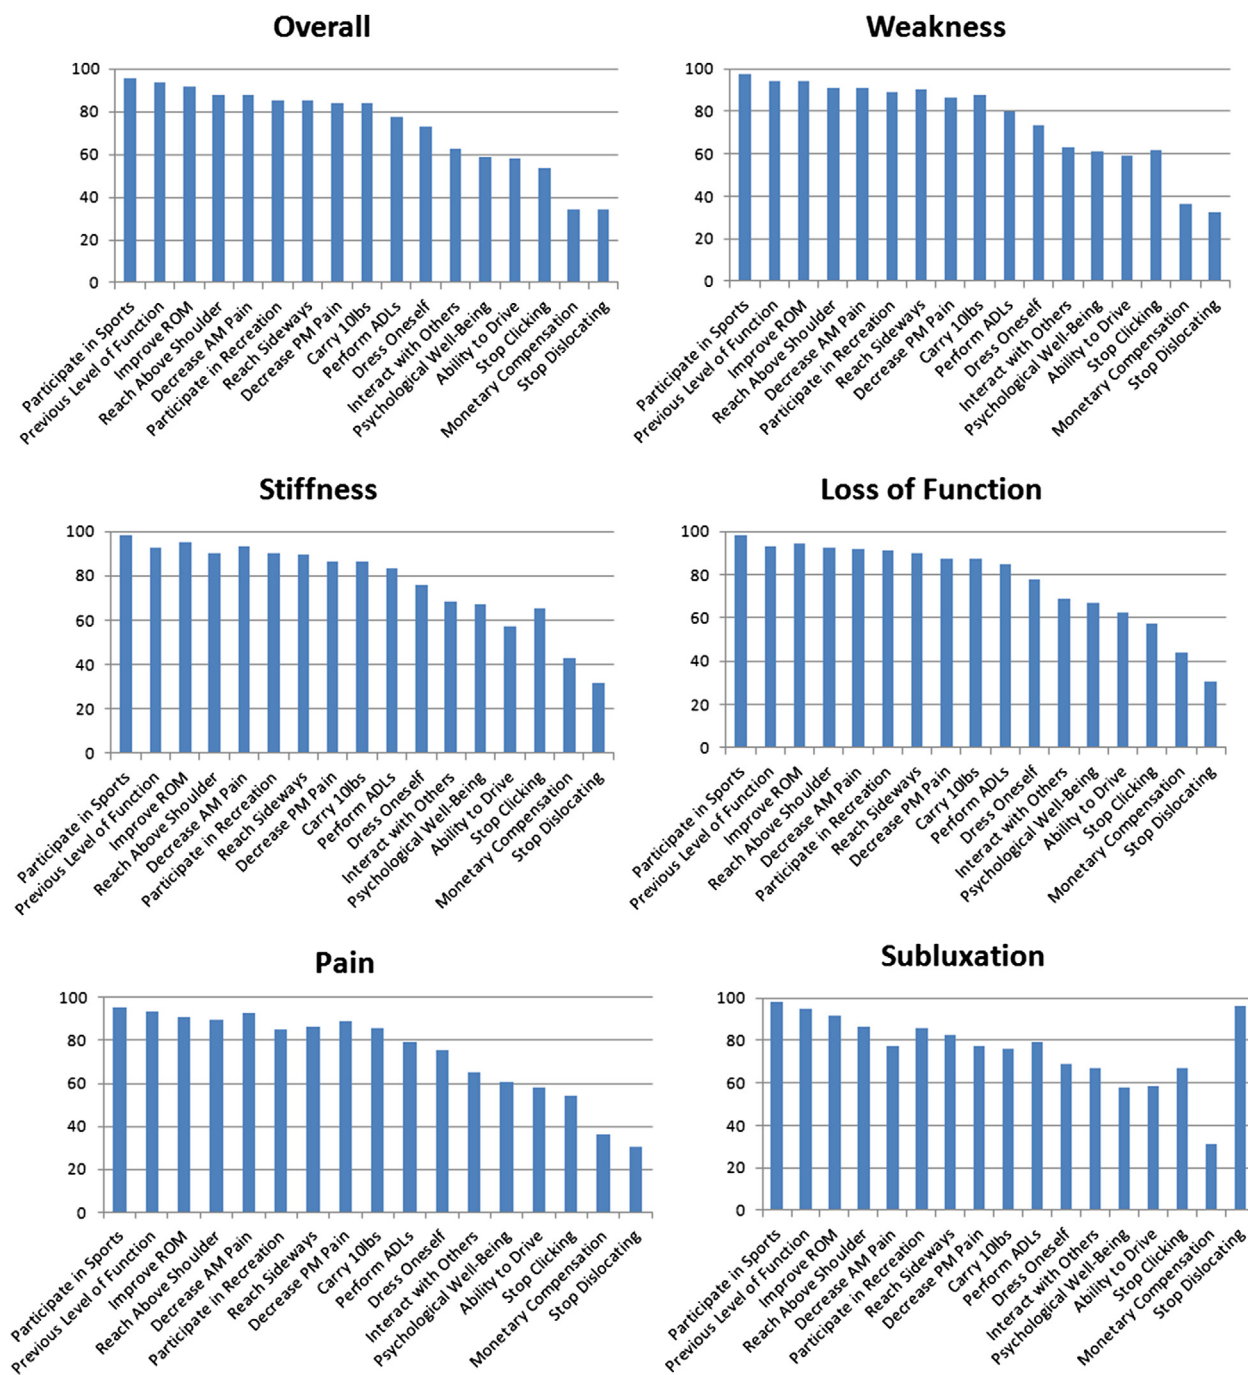 Overall
100
80
60
40
20
0
Participate in Sports
Previous Level of Function
Improve ROM
Reach Above Shoulder
Decrease AM Pain
Participate in Recreation
Reach Sideways
Decrease PM Pain
Carry 10lbs
Perform ADLs
Dress Oneself
Interact with Others
Psychological Well-Being
Ability to Drive
Stop Clicking
Monetary Compensation
Stop Dislocating
Weakness
100
80
60
40
20
0
Participate in Sports
Previous Level of Function
Improve ROM
Reach Above Shoulder
Decrease AM Pain
Participate in Recreation
Reach Sideways
Decrease PM Pain
Carry 10lbs
Perform ADLs
Dress Oneself
Interact with Others
Psychological Well-Being
Ability to Drive
Stop Clicking
Monetary Compensation
Stop Dislocating
Stiffness
100
80
60
40
20
0
Participate in Sports
Previous Level of Function
Improve ROM
Reach Above Shoulder
Decrease AM Pain
Participate in Recreation
Reach Sideways
Decrease PM Pain
Carry 10lbs
Perform ADLs
Dress Oneself
Interact with Others
Psychological Well-Being
Ability to Drive
Stop Clicking
Monetary Compensation
Stop Dislocating
Loss of Function
100
80
60
40
20
0
Participate in Sports
Previous Level of Function
Improve ROM
Reach Above Shoulder
Decrease AM Pain
Participate in Recreation
Reach Sideways
Decrease PM Pain
Carry 10lbs
Perform ADLs
Dress Oneself
Interact with Others
Psychological Well-Being
Ability to Drive
Stop Clicking
Monetary Compensation
Stop Dislocating
Pain
100
80
60
40
20
0
Participate in Sports
Previous Level of Function
Improve ROM
Reach Above Shoulder
Decrease AM Pain
Participate in Recreation
Reach Sideways
Decrease PM Pain
Carry 10lbs
Perform ADLs
Dress Oneself
Interact with Others
Psychological Well-Being
Ability to Drive
Stop Clicking
Monetary Compensation
Stop Dislocating
Subluxation
100
80
60
40
20
0
Participate in Sports
Previous Level of Function
Improve ROM
Reach Above Shoulder
Decrease AM Pain
Participate in Recreation
Reach Sideways
Decrease PM Pain
Carry 10lbs
Perform ADLs
Dress Oneself
Interact with Others
Psychological Well-Being
Ability to Drive
Stop Clicking
Monetary Compensation
Stop Dislocating